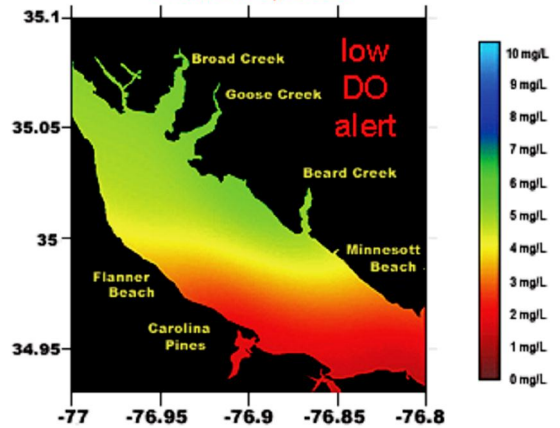 35.1
35.05
35
34.95
-77
-76.95
-76.9
-76.85
-76.8
Broad Creek
Goose Creek
Beard Creek
Minnesott
Beach
Flanner
Beach
Carolina
Pines
low
DO
alert
10 mg/L
9 mg/L
8 mg/L
7 mg/L
6 mg/L
5 mg/L
4 mg/L
3 mg/L
2 mg/L
1 mg/L
0 mg/L